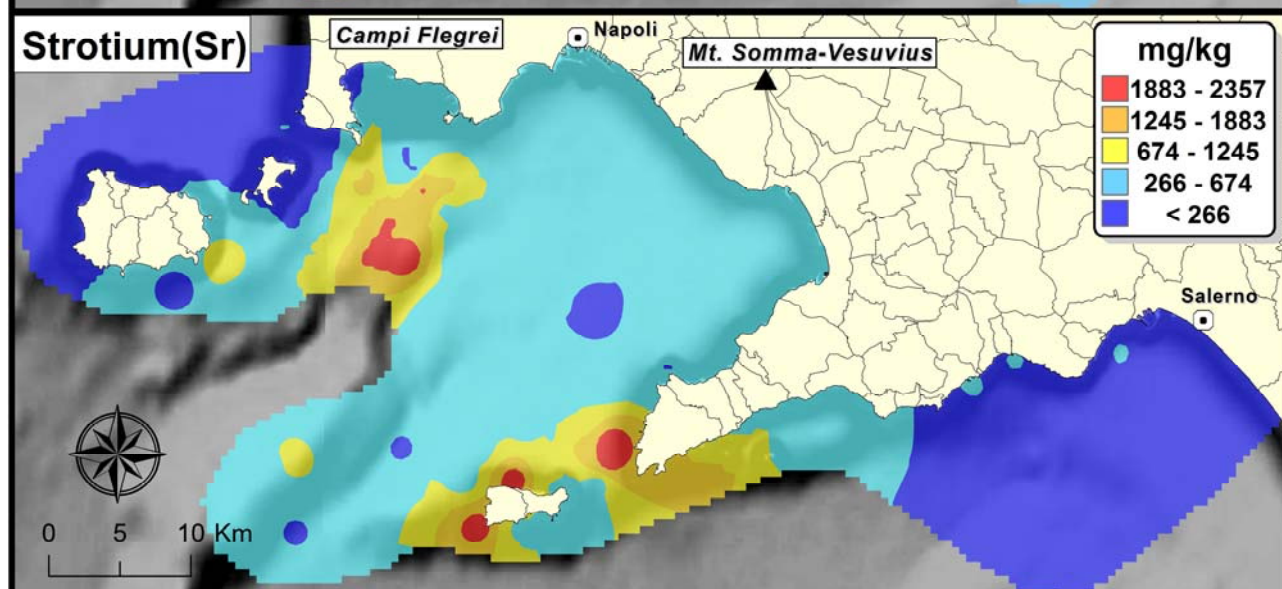 Strotium(Sr)
Campi Flegrei
Napoli
Mt. Somma-Vesuvius
mg/kg
1883 - 2357
1245 - 1883
674 - 1245
266 - 674
< 266
Salerno
0 5 10 Km